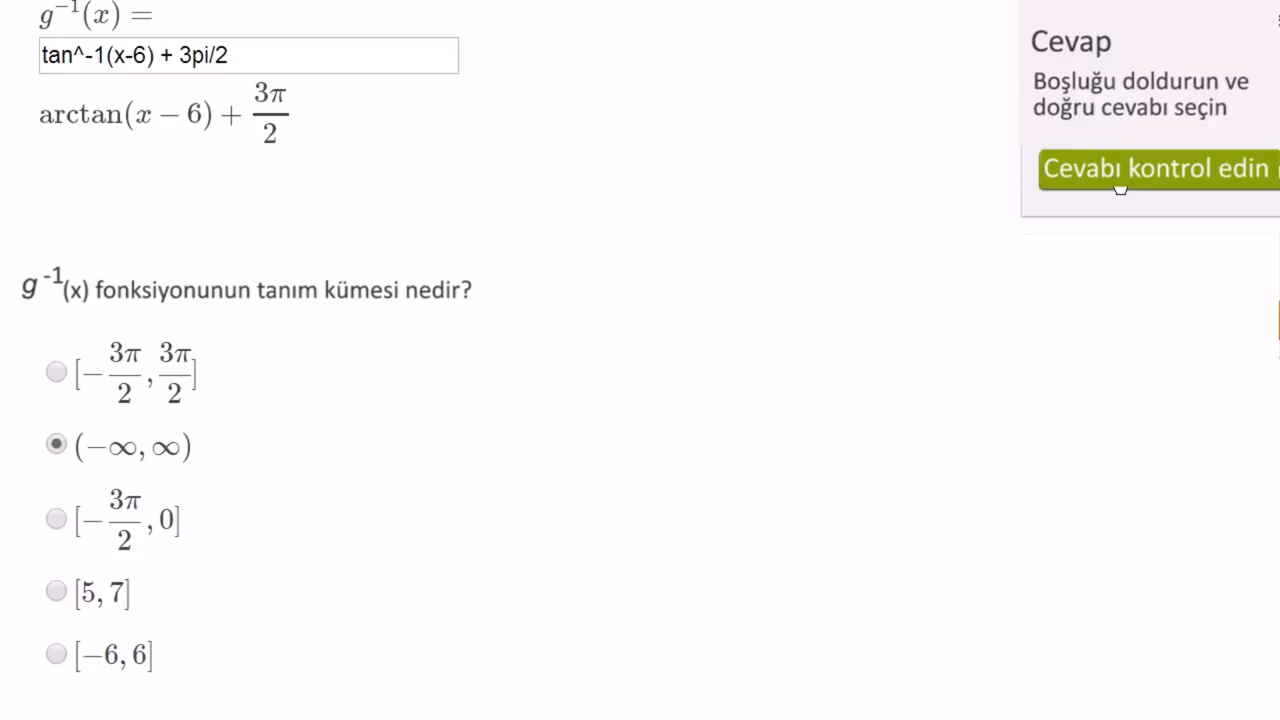 g⁻¹(x) =
tan^-1(x-6) + 3pi/2
arctan(x − 6) + 3π/2
Cevap
Boşluğu doldurun ve
doğru cevabı seçin
Cevabı kontrol edin
g⁻¹(x) fonksiyonunun tanım kümesi nedir?
[−3π/2, 3π/2]
(−∞, ∞)
[−3π/2, 0]
[5, 7]
[−6, 6]